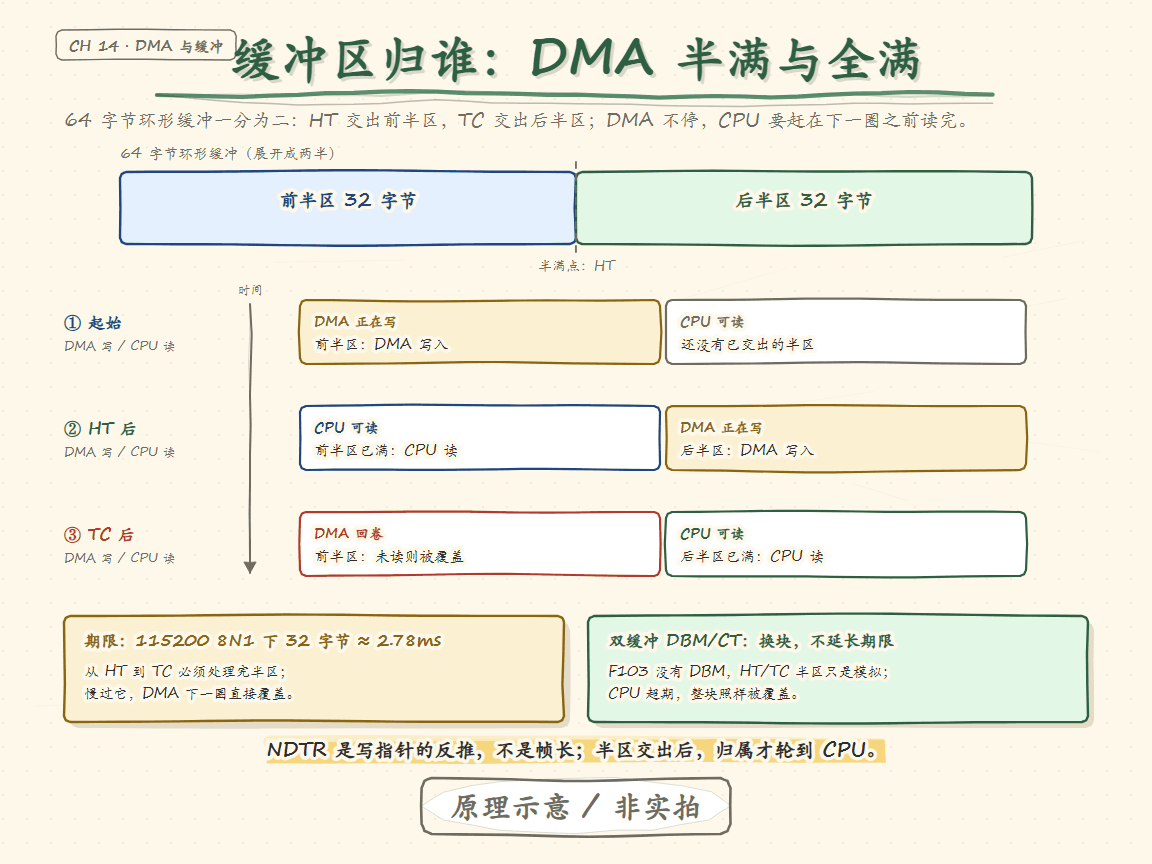 CH 14 · DMA 与缓冲
缓冲区归谁：DMA 半满与全满
64 字节环形缓冲一分为二：HT 交出前半区，TC 交出后半区；DMA 不停，CPU 要赶在下一圈之前读完。
64 字节环形缓冲（展开成两半）
前半区 32 字节
后半区 32 字节
半满点：HT
时间
① 起始
DMA 写 / CPU 读
DMA 正在写
前半区：DMA 写入
CPU 可读
还没有已交出的半区
② HT 后
DMA 写 / CPU 读
CPU 可读
前半区已满：CPU 读
DMA 正在写
后半区：DMA 写入
③ TC 后
DMA 写 / CPU 读
DMA 回卷
前半区：未读则被覆盖
CPU 可读
后半区已满：CPU 读
期限：115200 8N1 下 32 字节 ≈ 2.78ms
从 HT 到 TC 必须处理完半区；
慢过它，DMA 下一圈直接覆盖。
双缓冲 DBM/CT：换块，不延长期限
F103 没有 DBM，HT/TC 半区只是模拟；
CPU 超期，整块照样被覆盖。
NDTR 是写指针的反推，不是帧长；半区交出后，归属才轮到 CPU。
原理示意 / 非实拍